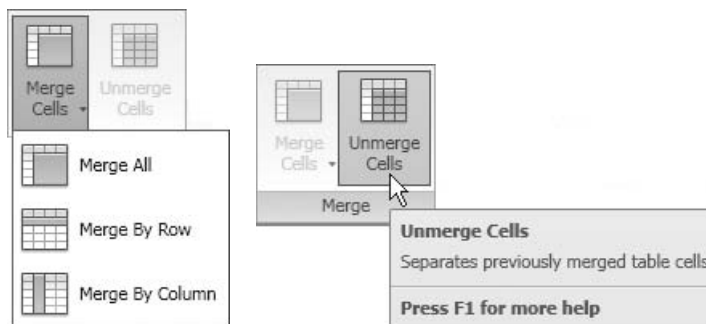 Merge
Cells
Unmerge
Cells
Merge All
Merge By Row
Merge By Column
Merge
Cells
Unmerge
Cells
Merge
Unmerge Cells
Separates previously merged table cells
Press F1 for more help